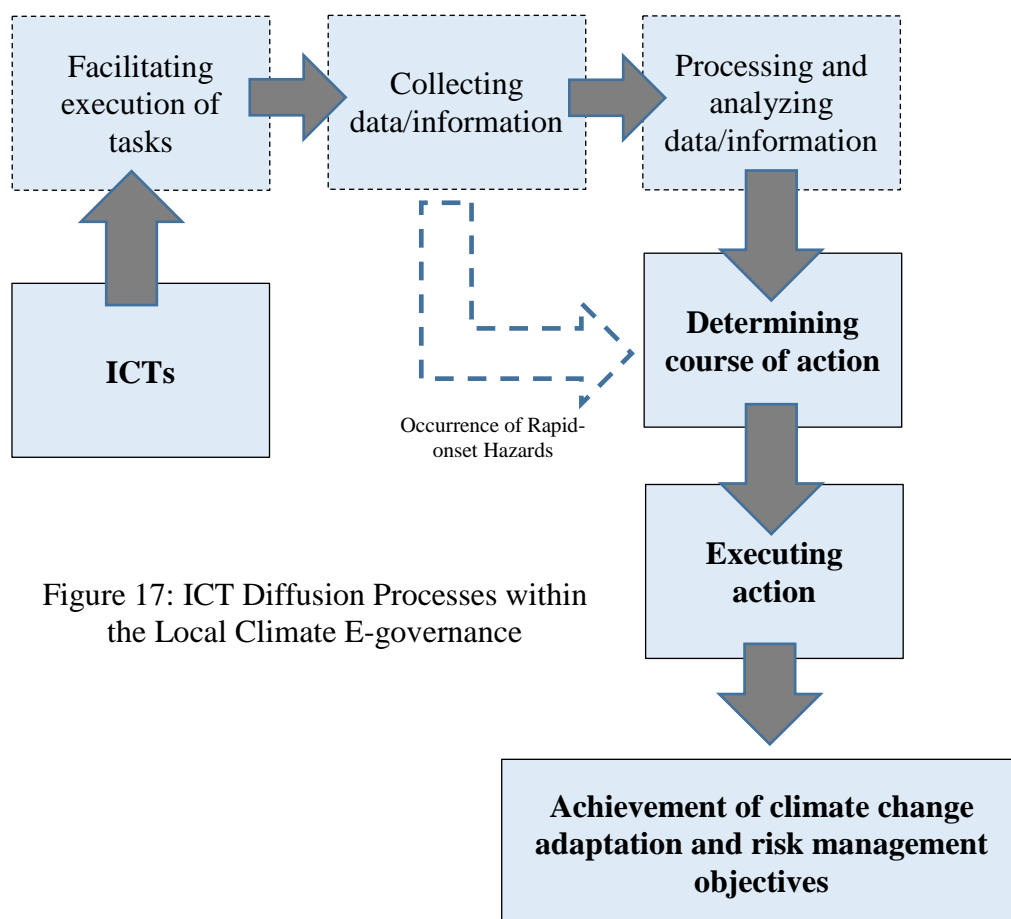 Facilitating
execution of
tasks
Collecting
data/information
Processing and
analyzing
data/information
ICTs
Determining
course of action
Occurrence of Rapid-
onset Hazards
Executing
action
Figure 17: ICT Diffusion Processes within
the Local Climate E-governance
Achievement of climate change
adaptation and risk management
objectives